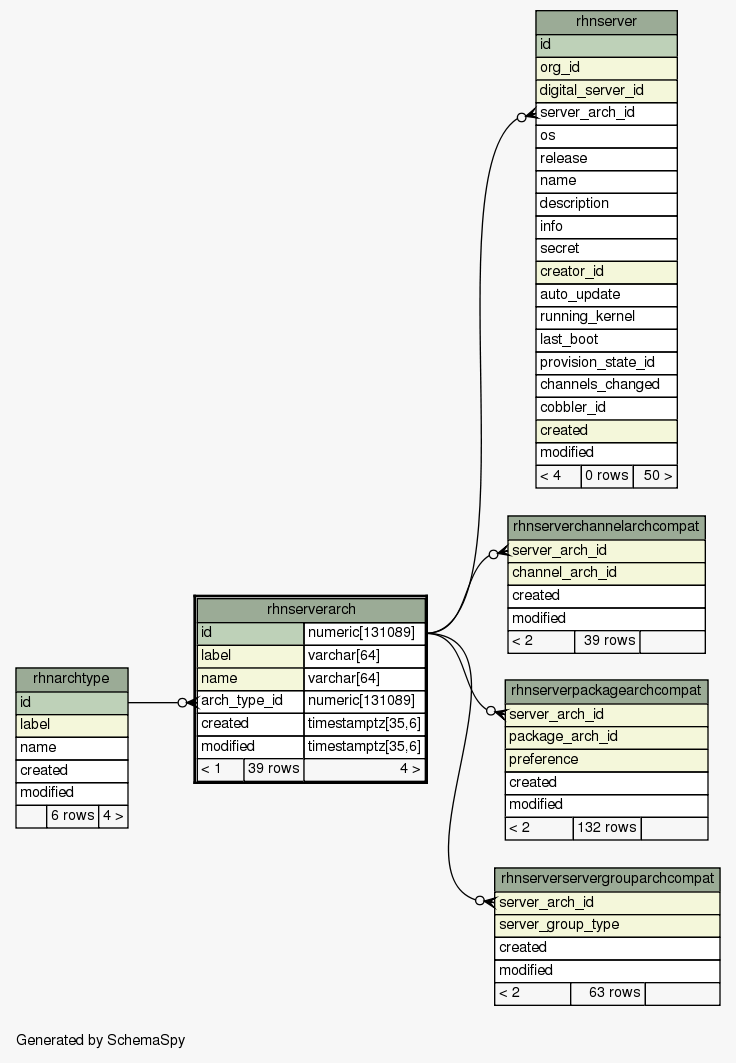 rhnserver
id
org_id
digital_server_id
server_arch_id
os
release
name
description
info
secret
creator_id
auto_update
running_kernel
last_boot
provision_state_id
channels_changed
cobbler_id
created
modified
< 4 0 rows 50 >
rhnserverchannelarchcompat
server_arch_id
channel_arch_id
created
modified
< 2 39 rows
rhnserverarch
id numeric[131089]
label varchar[64]
name varchar[64]
arch_type_id numeric[131089]
created timestamptz[35,6]
modified timestamptz[35,6]
< 1 39 rows 4 >
rhnarchtype
id
label
name
created
modified
6 rows 4 >
rhnserverpackagearchcompat
server_arch_id
package_arch_id
preference
created
modified
< 2 132 rows
rhnserverservergrouparchcompat
server_arch_id
server_group_type
created
modified
< 2 63 rows
Generated by SchemaSpy